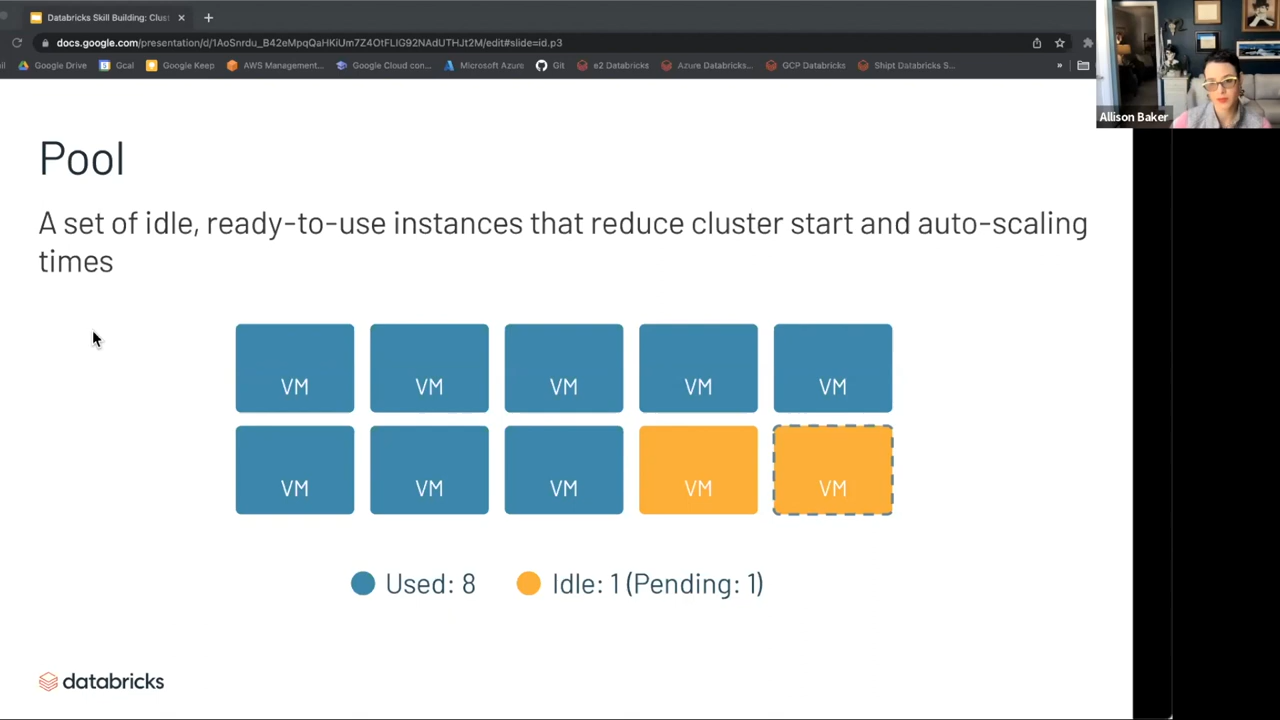 Databricks Skill Building: Clus
docs.google.com/presentation/d/1AoSnrdu_B42eMpqQaHKiUm7Z4OtFLIG92NAdUTHJt2M/edit#slide=id.p3
Google Drive
Gcal
Google Keep
AWS Management...
Google Cloud con...
Microsoft Azure
Git
e2 Databricks
Azure Databricks...
GCP Databricks
Shipt Databricks S...
»
Allison Baker
Pool
A set of idle, ready-to-use instances that reduce cluster start and auto-scaling
times
VM VM VM VM VM
VM VM VM VM VM
Used: 8 Idle: 1 (Pending: 1)
databricks